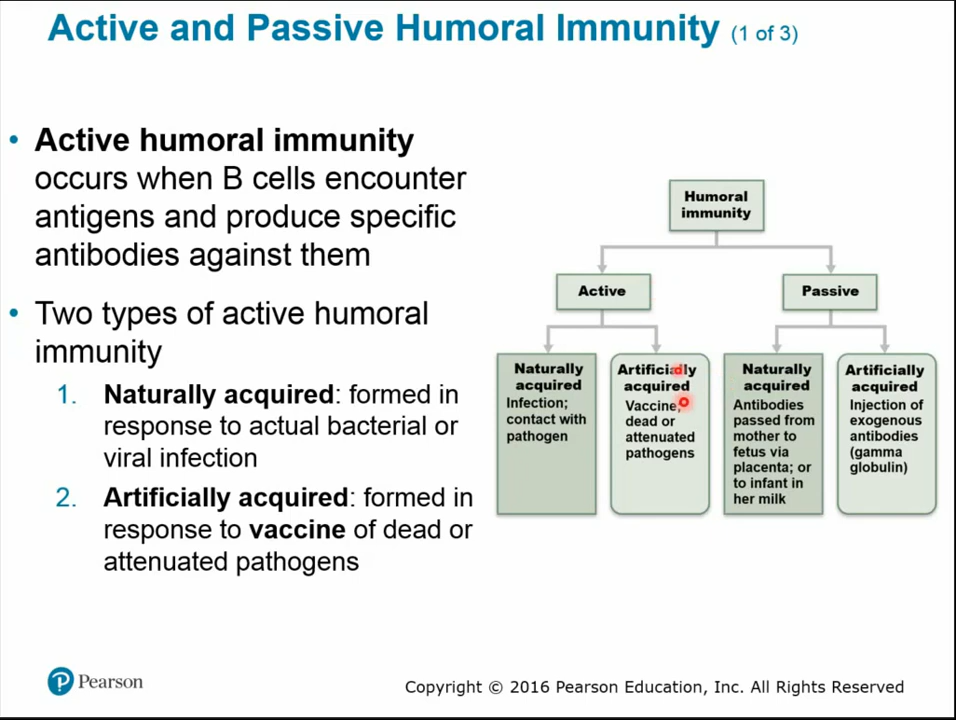 Active and Passive Humoral Immunity (1 of 3)
• Active humoral immunity
occurs when B cells encounter
antigens and produce specific
antibodies against them
• Two types of active humoral
immunity
1. Naturally acquired: formed in
response to actual bacterial or
viral infection
2. Artificially acquired: formed in
response to vaccine of dead or
attenuated pathogens
Humoral
immunity
Active
Passive
Naturally
acquired
Infection;
contact with
pathogen
Artificially
acquired
Vaccine;
dead or
attenuated
pathogens
Naturally
acquired
Antibodies
passed from
mother to
fetus via
placenta; or
to infant in
her milk
Artificially
acquired
Injection of
exogenous
antibodies
(gamma
globulin)
P Pearson
Copyright © 2016 Pearson Education, Inc. All Rights Reserved